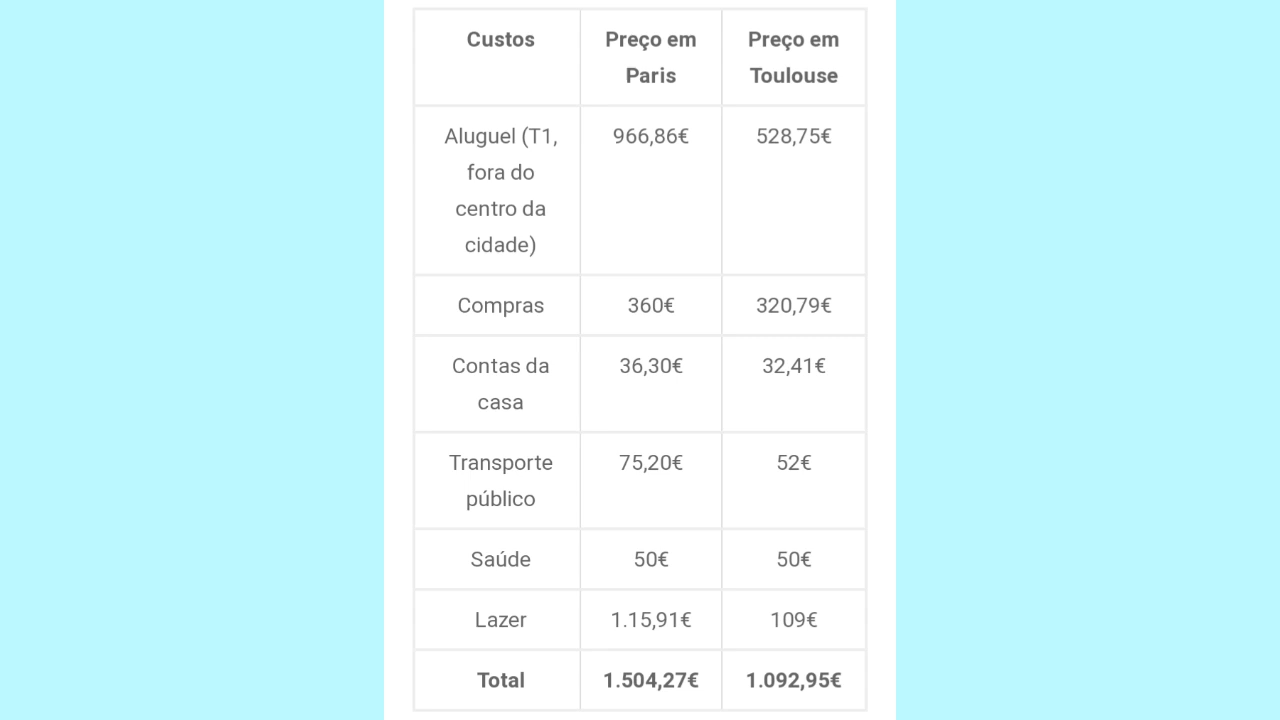 Custos Preço em Preço em
Paris Toulouse
Aluguel (T1, 966,86€ 528,75€
fora do
centro da
cidade)
Compras 360€ 320,79€
Contas da 36,30€ 32,41€
casa
Transporte 75,20€ 52€
público
Saúde 50€ 50€
Lazer 1.15,91€ 109€
Total 1.504,27€ 1.092,95€